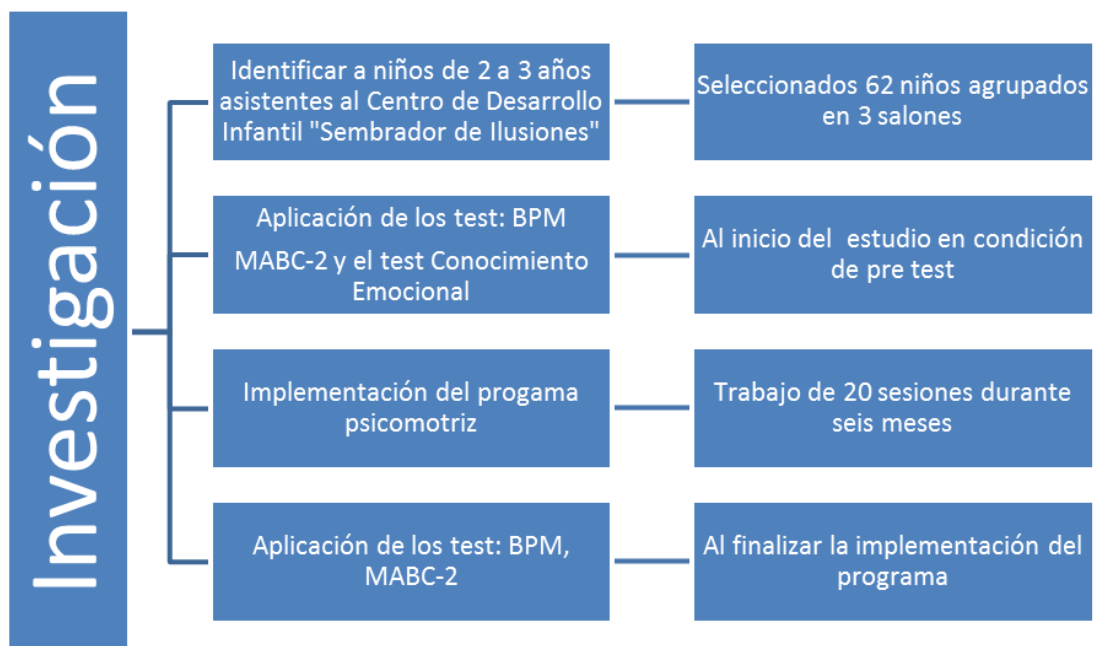 Investigación
Identificar a niños de 2 a 3 años
asistentes al Centro de Desarrollo
Infantil "Sembrador de Ilusiones"
Seleccionados 62 niños agrupados
en 3 salones
Aplicación de los test: BPM
MABC-2 y el test Conocimiento
Emocional
Al inicio del estudio en condición
de pre test
Implementación del progama
psicomotriz
Trabajo de 20 sesiones durante
seis meses
Aplicación de los test: BPM,
MABC-2
Al finalizar la implementación del
programa